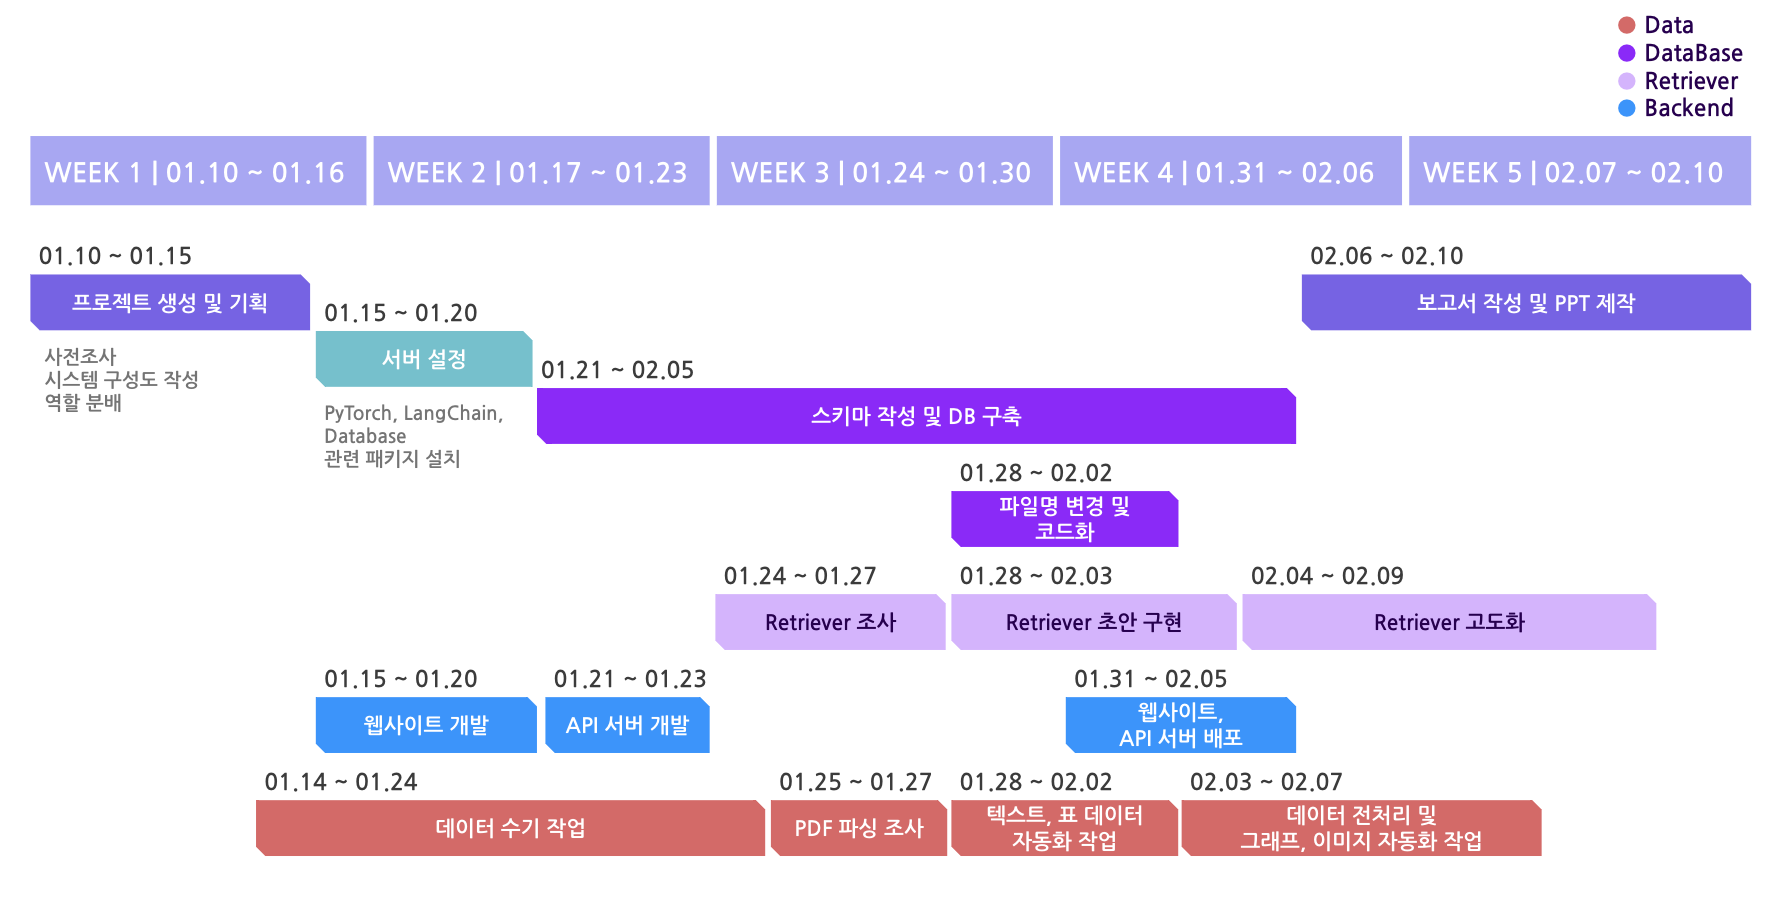 Data
DataBase
Retriever
Backend
WEEK 1 | 01.10 ~ 01.16
WEEK 2 | 01.17 ~ 01.23
WEEK 3 | 01.24 ~ 01.30
WEEK 4 | 01.31 ~ 02.06
WEEK 5 | 02.07 ~ 02.10
01.10 ~ 01.15
프로젝트 생성 및 기획
사전조사
시스템 구성도 작성
역할 분배
02.06 ~ 02.10
보고서 작성 및 PPT 제작
01.15 ~ 01.20
서버 설정
PyTorch, LangChain,
Database
관련 패키지 설치
01.21 ~ 02.05
스키마 작성 및 DB 구축
01.28 ~ 02.02
파일명 변경 및
코드화
01.24 ~ 01.27
Retriever 조사
01.28 ~ 02.03
Retriever 초안 구현
02.04 ~ 02.09
Retriever 고도화
01.15 ~ 01.20
웹사이트 개발
01.21 ~ 01.23
API 서버 개발
01.31 ~ 02.05
웹사이트,
API 서버 배포
01.14 ~ 01.24
데이터 수기 작업
01.25 ~ 01.27
PDF 파싱 조사
01.28 ~ 02.02
텍스트, 표 데이터
자동화 작업
02.03 ~ 02.07
데이터 전처리 및
그래프, 이미지 자동화 작업